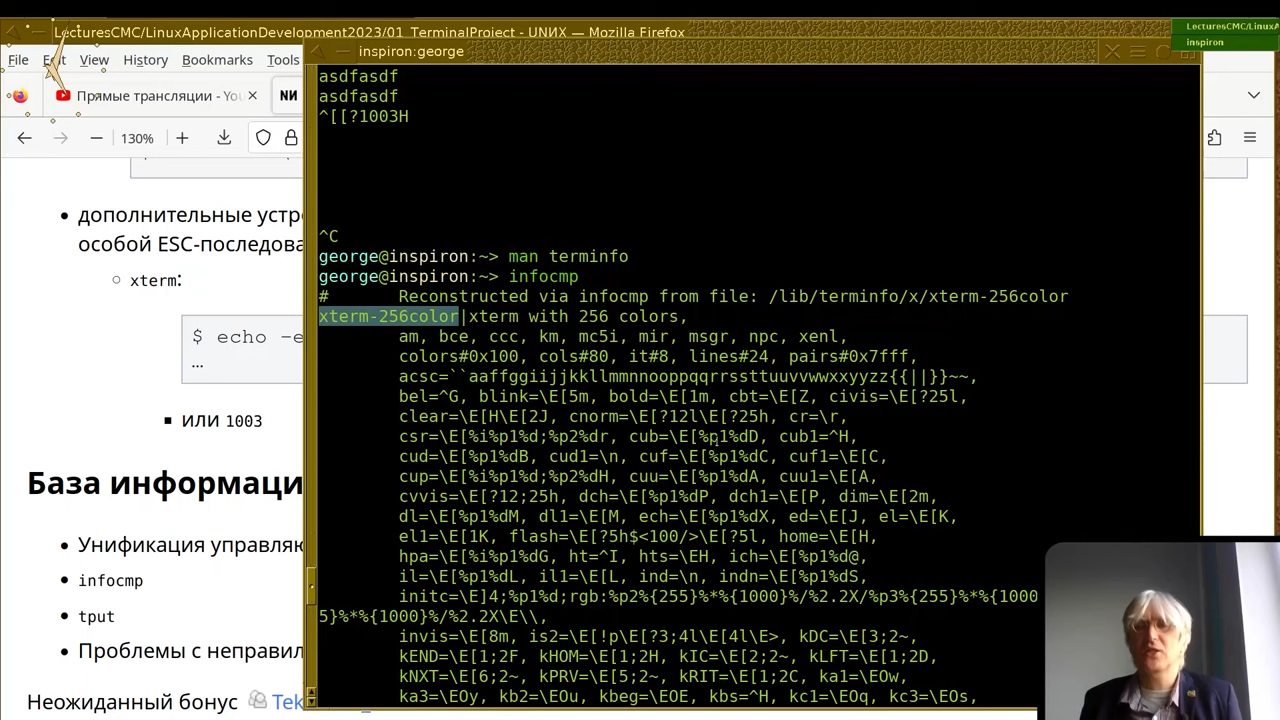 LecturesCMC/LinuxApplicationDevelopment2023/01_TerminalProject - UNИX — Mozilla Firefox
LecturesCMC/LinuxA
inspiron
inspiron:george
File Edit View History Bookmarks Tools
Прямые трансляции - You
NИ
130%
дополнительные устр
особой ESC-последова
xterm:
$ echo -e
…
или 1003
База информаци
Унификация управляю
infocmp
tput
Проблемы с неправил
Неожиданный бонус Tek
asdfasdf
asdfasdf
^[[?1003H
^C
george@inspiron:~> man terminfo
george@inspiron:~> infocmp
# Reconstructed via infocmp from file: /lib/terminfo/x/xterm-256color
xterm-256color|xterm with 256 colors,
am, bce, ccc, km, mc5i, mir, msgr, npc, xenl,
colors#0x100, cols#80, it#8, lines#24, pairs#0x7fff,
acsc=``aaffggiijjkkllmmnnooppqqrrssttuuvvwwxxyyzz{{||}}~~,
bel=^G, blink=\E[5m, bold=\E[1m, cbt=\E[Z, civis=\E[?25l,
clear=\E[H\E[2J, cnorm=\E[?12l\E[?25h, cr=\r,
csr=\E[%i%p1%d;%p2%dr, cub=\E[%p1%dD, cub1=^H,
cud=\E[%p1%dB, cud1=\n, cuf=\E[%p1%dC, cuf1=\E[C,
cup=\E[%i%p1%d;%p2%dH, cuu=\E[%p1%dA, cuu1=\E[A,
cvvis=\E[?12;25h, dch=\E[%p1%dP, dch1=\E[P, dim=\E[2m,
dl=\E[%p1%dM, dl1=\E[M, ech=\E[%p1%dX, ed=\E[J, el=\E[K,
el1=\E[1K, flash=\E[?5h$<100/>\E[?5l, home=\E[H,
hpa=\E[%i%p1%dG, ht=^I, hts=\EH, ich=\E[%p1%d@,
il=\E[%p1%dL, il1=\E[L, ind=\n, indn=\E[%p1%dS,
initc=\E]4;%p1%d;rgb:%p2%{255}%*%{1000}%/%2.2X/%p3%{255}%*%{1000
5}%*%{1000}%/%2.2X\E\\,
invis=\E[8m, is2=\E[!p\E[?3;4l\E[4l\E>, kDC=\E[3;2~,
kEND=\E[1;2F, kHOM=\E[1;2H, kIC=\E[2;2~, kLFT=\E[1;2D,
kNXT=\E[6;2~, kPRV=\E[5;2~, kRIT=\E[1;2C, ka1=\EOw,
ka3=\EOy, kb2=\EOu, kbeg=\EOE, kbs=^H, kc1=\EOq, kc3=\EOs,